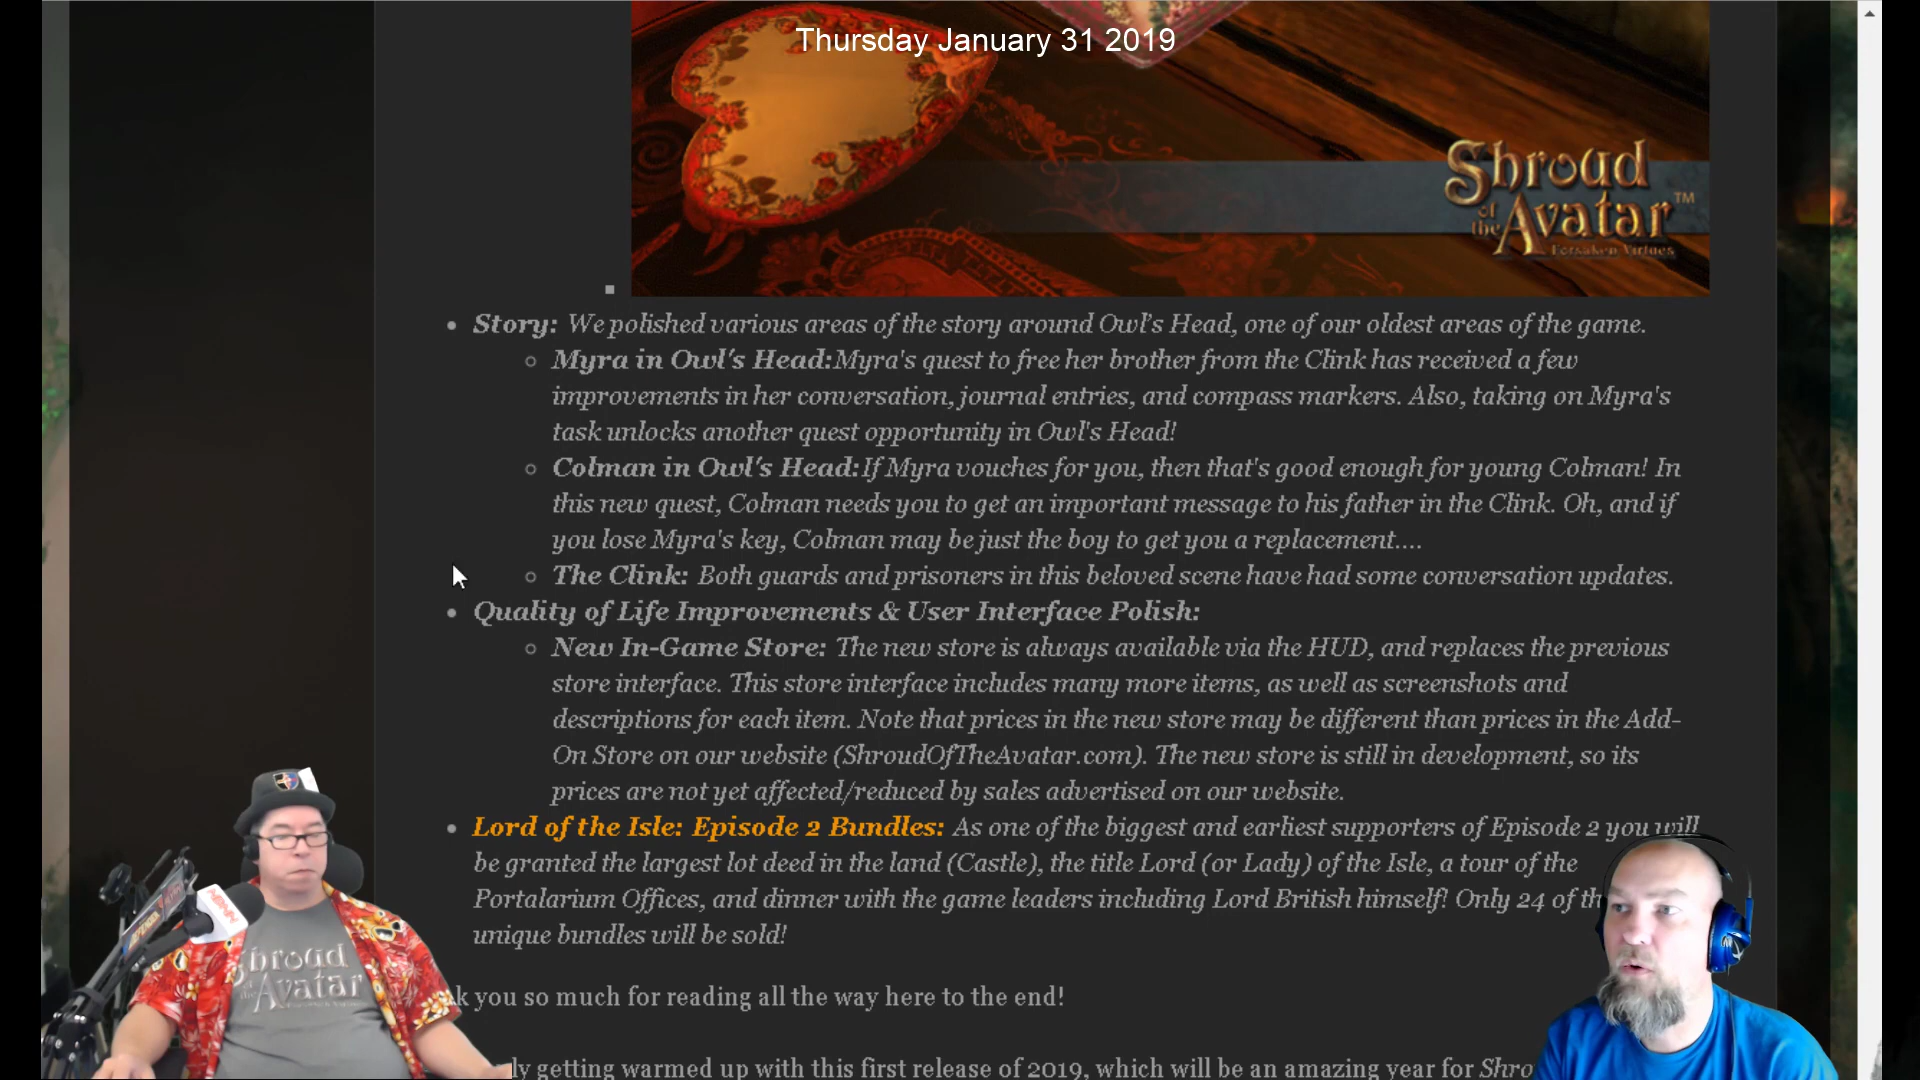 Thursday January 31 2019
Shroud
of the Avatar™
Forsaken Virtues
Story: We polished various areas of the story around Owl's Head, one of our oldest areas of the game.
Myra in Owl's Head:Myra's quest to free her brother from the Clink has received a few
improvements in her conversation, journal entries, and compass markers. Also, taking on Myra's
task unlocks another quest opportunity in Owl's Head!
Colman in Owl's Head:If Myra vouches for you, then that's good enough for young Colman! In
this new quest, Colman needs you to get an important message to his father in the Clink. Oh, and if
you lose Myra's key, Colman may be just the boy to get you a replacement....
The Clink: Both guards and prisoners in this beloved scene have had some conversation updates.
Quality of Life Improvements & User Interface Polish:
New In-Game Store: The new store is always available via the HUD, and replaces the previous
store interface. This store interface includes many more items, as well as screenshots and
descriptions for each item. Note that prices in the new store may be different than prices in the Add-
On Store on our website (ShroudOfTheAvatar.com). The new store is still in development, so its
prices are not yet affected/reduced by sales advertised on our website.
Lord of the Isle: Episode 2 Bundles: As one of the biggest and earliest supporters of Episode 2 you will
be granted the largest lot deed in the land (Castle), the title Lord (or Lady) of the Isle, a tour of the
Portalarium Offices, and dinner with the game leaders including Lord British himself! Only 24 of th
unique bundles will be sold!
k you so much for reading all the way here to the end!
ly getting warmed up with this first release of 2019, which will be an amazing year for Shro
Shroud
of the Avatar